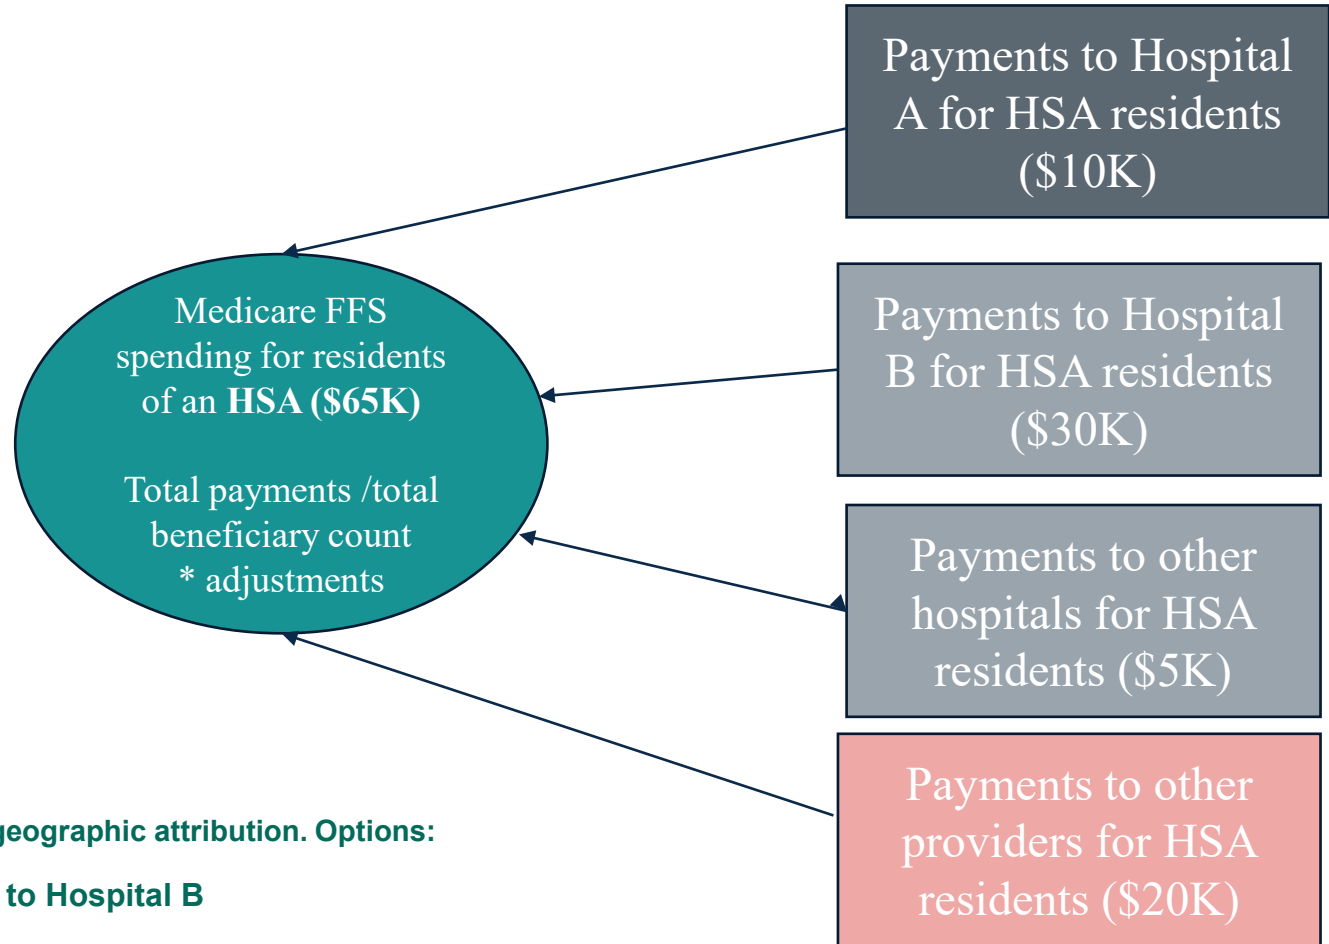 Payments to Hospital
A for HSA residents
($10K)
Medicare FFS
spending for residents
of an HSA ($65K)
Total payments /total
beneficiary count
* adjustments
Payments to Hospital
B for HSA residents
($30K)
Payments to other
hospitals for HSA
residents ($5K)
Payments to other
providers for HSA
residents ($20K)
geographic attribution. Options:
to Hospital B